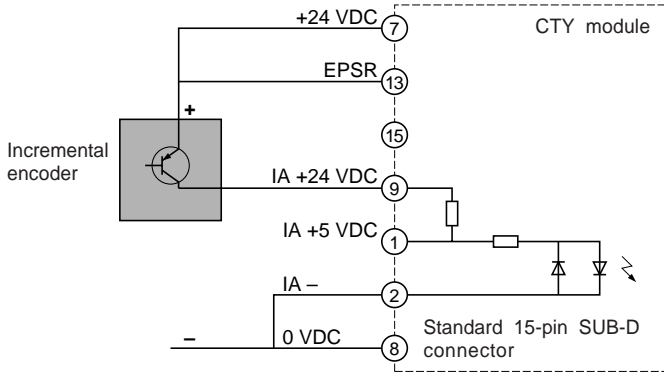 +24 VDC
7
CTY module
EPSR
13
+
15
Incremental
encoder
IA +24 VDC
9
IA +5 VDC
1
IA –
2
–
0 VDC
8
Standard 15-pin SUB-D
connector